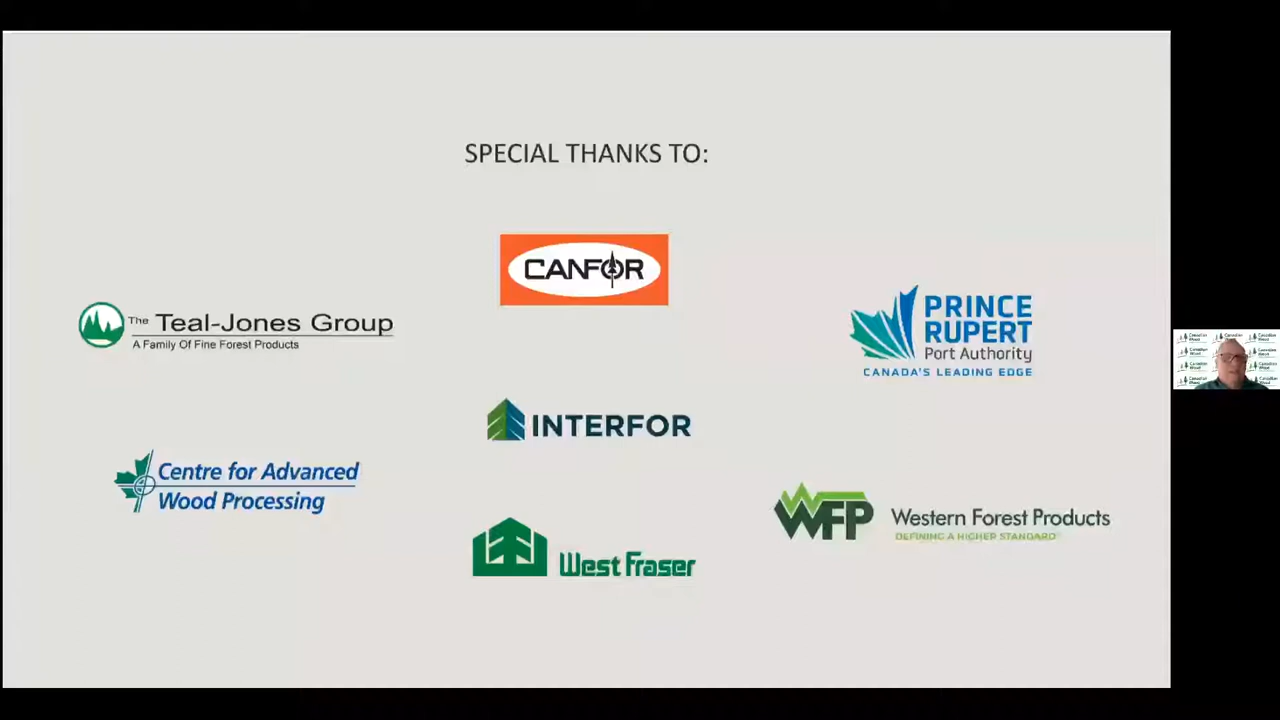 SPECIAL THANKS TO:
CANFOR
The Teal-Jones Group
A Family Of Fine Forest Products
PRINCE
RUPERT
Port Authority
CANADA'S LEADING EDGE
INTERFOR
Centre for Advanced
Wood Processing
WFP Western Forest Products
DEFINING A HIGHER STANDARD
West Fraser